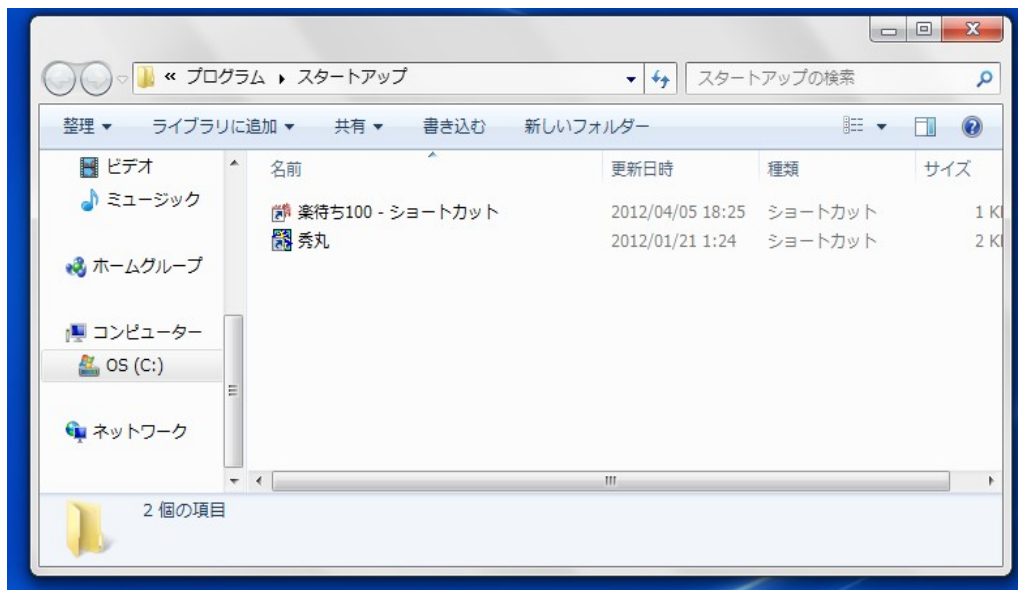 « プログラム ▸ スタートアップ スタートアップの検索
整理 ライブラリに追加 共有 書き込む 新しいフォルダー
ビデオ
ミュージック
ホームグループ
コンピューター
OS (C:)
ネットワーク
名前 更新日時 種類 サイズ
楽待ち100 - ショートカット 2012/04/05 18:25 ショートカット 1
秀丸 2012/01/21 1:24 ショートカット 2
2 個の項目